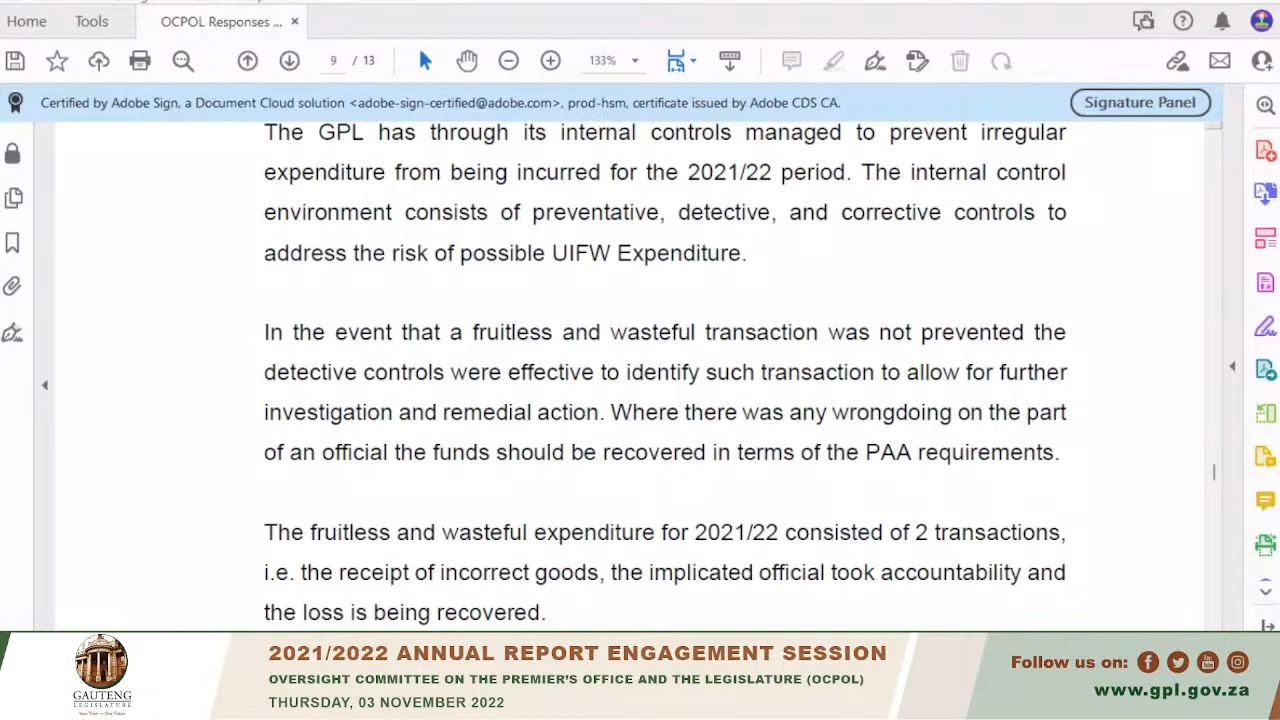 Home
Tools
OCPOL Responses ...
9 / 13
133%
Certified by Adobe Sign, a Document Cloud solution <adobe-sign-certified@adobe.com>, prod-hsm, certificate issued by Adobe CDS CA.
Signature Panel
The GPL has through its internal controls managed to prevent irregular
expenditure from being incurred for the 2021/22 period. The internal control
environment consists of preventative, detective, and corrective controls to
address the risk of possible UIFW Expenditure.
In the event that a fruitless and wasteful transaction was not prevented the
detective controls were effective to identify such transaction to allow for further
investigation and remedial action. Where there was any wrongdoing on the part
of an official the funds should be recovered in terms of the PAA requirements.
The fruitless and wasteful expenditure for 2021/22 consisted of 2 transactions,
i.e. the receipt of incorrect goods, the implicated official took accountability and
the loss is being recovered.
GAUTENG
LEGISLATURE
Your View — Our Vision
2021/2022 ANNUAL REPORT ENGAGEMENT SESSION
OVERSIGHT COMMITTEE ON THE PREMIER'S OFFICE AND THE LEGISLATURE (OCPOL)
THURSDAY, 03 NOVEMBER 2022
Follow us on:
www.gpl.gov.za